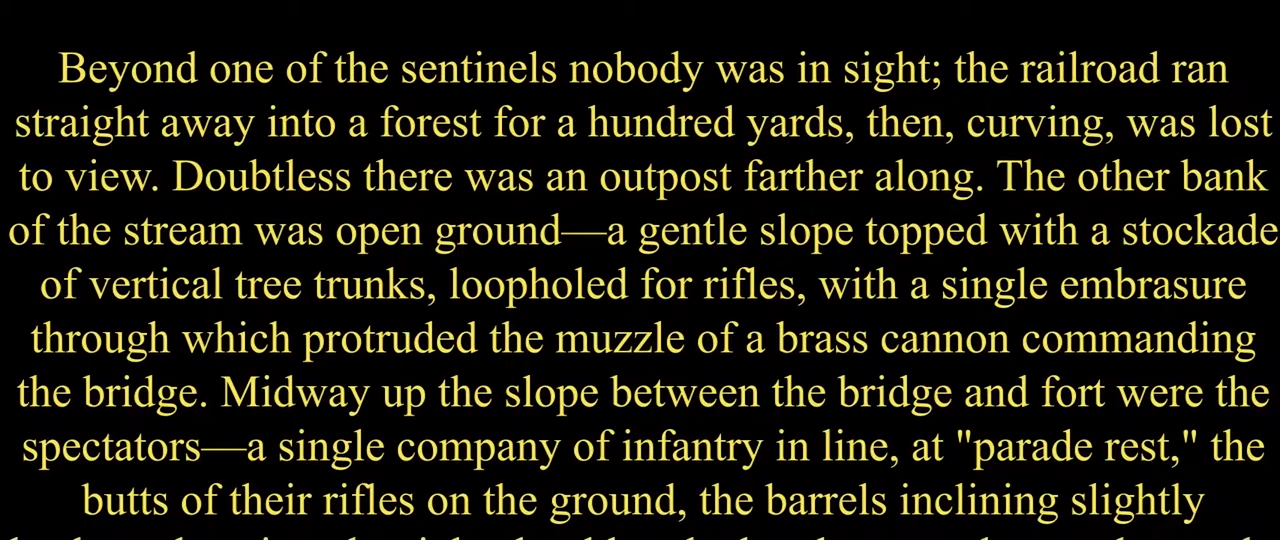 Beyond one of the sentinels nobody was in sight; the railroad ran
straight away into a forest for a hundred yards, then, curving, was lost
to view. Doubtless there was an outpost farther along. The other bank
of the stream was open ground—a gentle slope topped with a stockade
of vertical tree trunks, loopholed for rifles, with a single embrasure
through which protruded the muzzle of a brass cannon commanding
the bridge. Midway up the slope between the bridge and fort were the
spectators—a single company of infantry in line, at "parade rest," the
butts of their rifles on the ground, the barrels inclining slightly